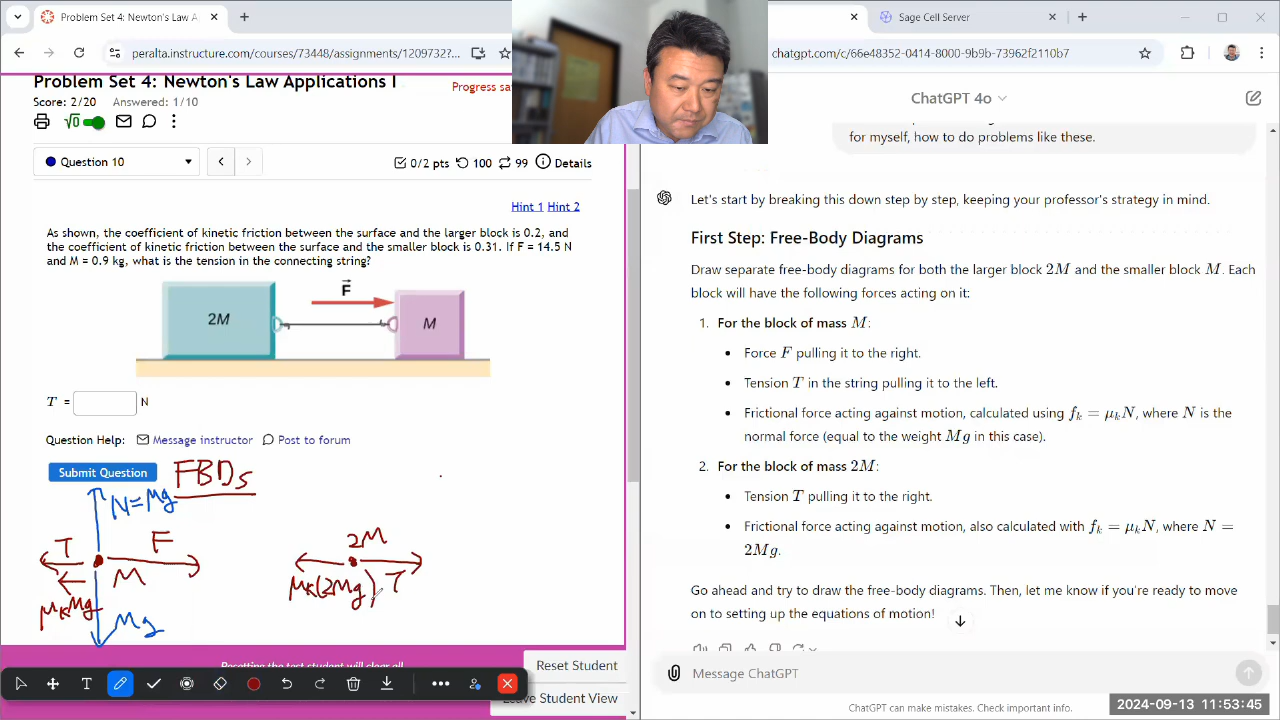 Problem Set 4: Newton's Law A
Sage Cell Server
peralta.instructure.com/courses/73448/assignments/12097327...
chatgpt.com/c/66e48352-0414-8000-9b9b-73962f2110b7
Problem Set 4: Newton's Law Applications I
Progress sa
Score: 2/20 Answered: 1/10
√0
Question 10
0/2 pts 100 99 Details
Hint 1 Hint 2
As shown, the coefficient of kinetic friction between the surface and the larger block is 0.2, and
the coefficient of kinetic friction between the surface and the smaller block is 0.31. If F = 14.5 N
and M = 0.9 kg, what is the tension in the connecting string?
F
2M
M
T = N
Question Help: Message instructor Post to forum
Submit Question
FBDs
N=Mg
T F
M
μkMg
Mg
2M
μk(2Mg) T
Resetting the test student will clear all
Reset Student
Leave Student View
ChatGPT 4o
for myself, how to do problems like these.
Let's start by breaking this down step by step, keeping your professor's strategy in mind.
First Step: Free-Body Diagrams
Draw separate free-body diagrams for both the larger block 2M and the smaller block M. Each
block will have the following forces acting on it:
1. For the block of mass M:
• Force F pulling it to the right.
• Tension T in the string pulling it to the left.
• Frictional force acting against motion, calculated using fk = μkN, where N is the
normal force (equal to the weight Mg in this case).
2. For the block of mass 2M:
• Tension T pulling it to the right.
• Frictional force acting against motion, also calculated with fk = μkN, where N =
2Mg.
Go ahead and try to draw the free-body diagrams. Then, let me know if you're ready to move
on to setting up the equations of motion!
Message ChatGPT
ChatGPT can make mistakes. Check important info.
2024-09-13 11:53:45